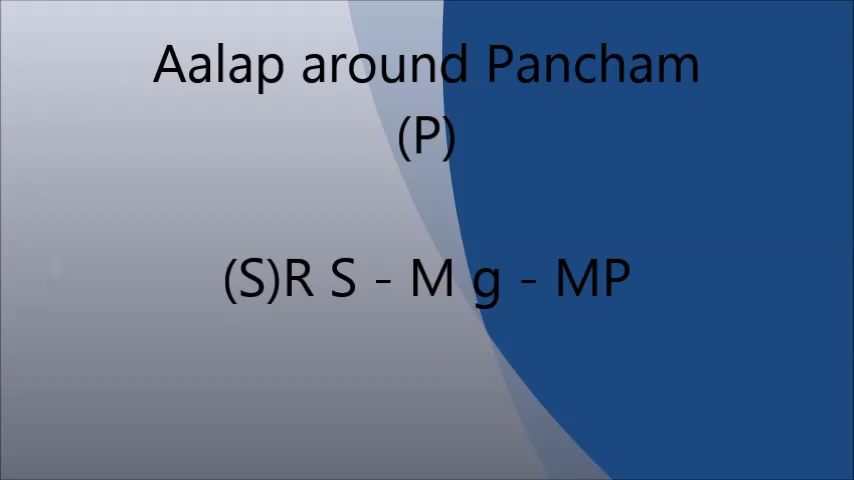 Aalap around Pancham
(P)
(S)R S - M g - MP